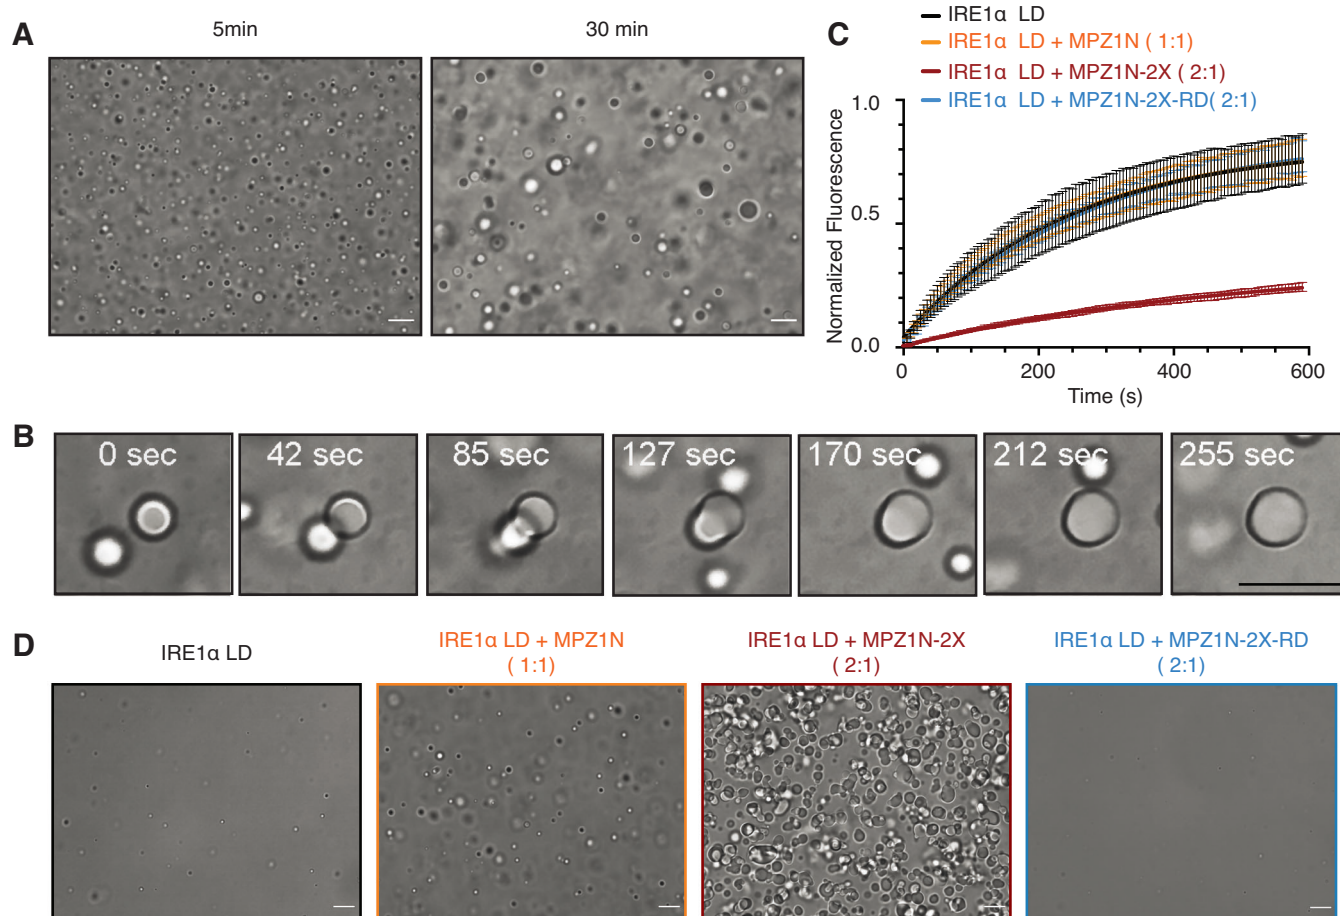 A
5min
30 min
C
IRE1α LD
IRE1α LD + MPZ1N ( 1:1)
IRE1α LD + MPZ1N-2X ( 2:1)
IRE1α LD + MPZ1N-2X-RD( 2:1)
Normalized Fluorescence
1.0
0.5
0.0
0
200
400
600
Time (s)
B
0 sec
42 sec
85 sec
127 sec
170 sec
212 sec
255 sec
D
IRE1α LD
IRE1α LD + MPZ1N
( 1:1)
IRE1α LD + MPZ1N-2X
( 2:1)
IRE1α LD + MPZ1N-2X-RD
( 2:1)